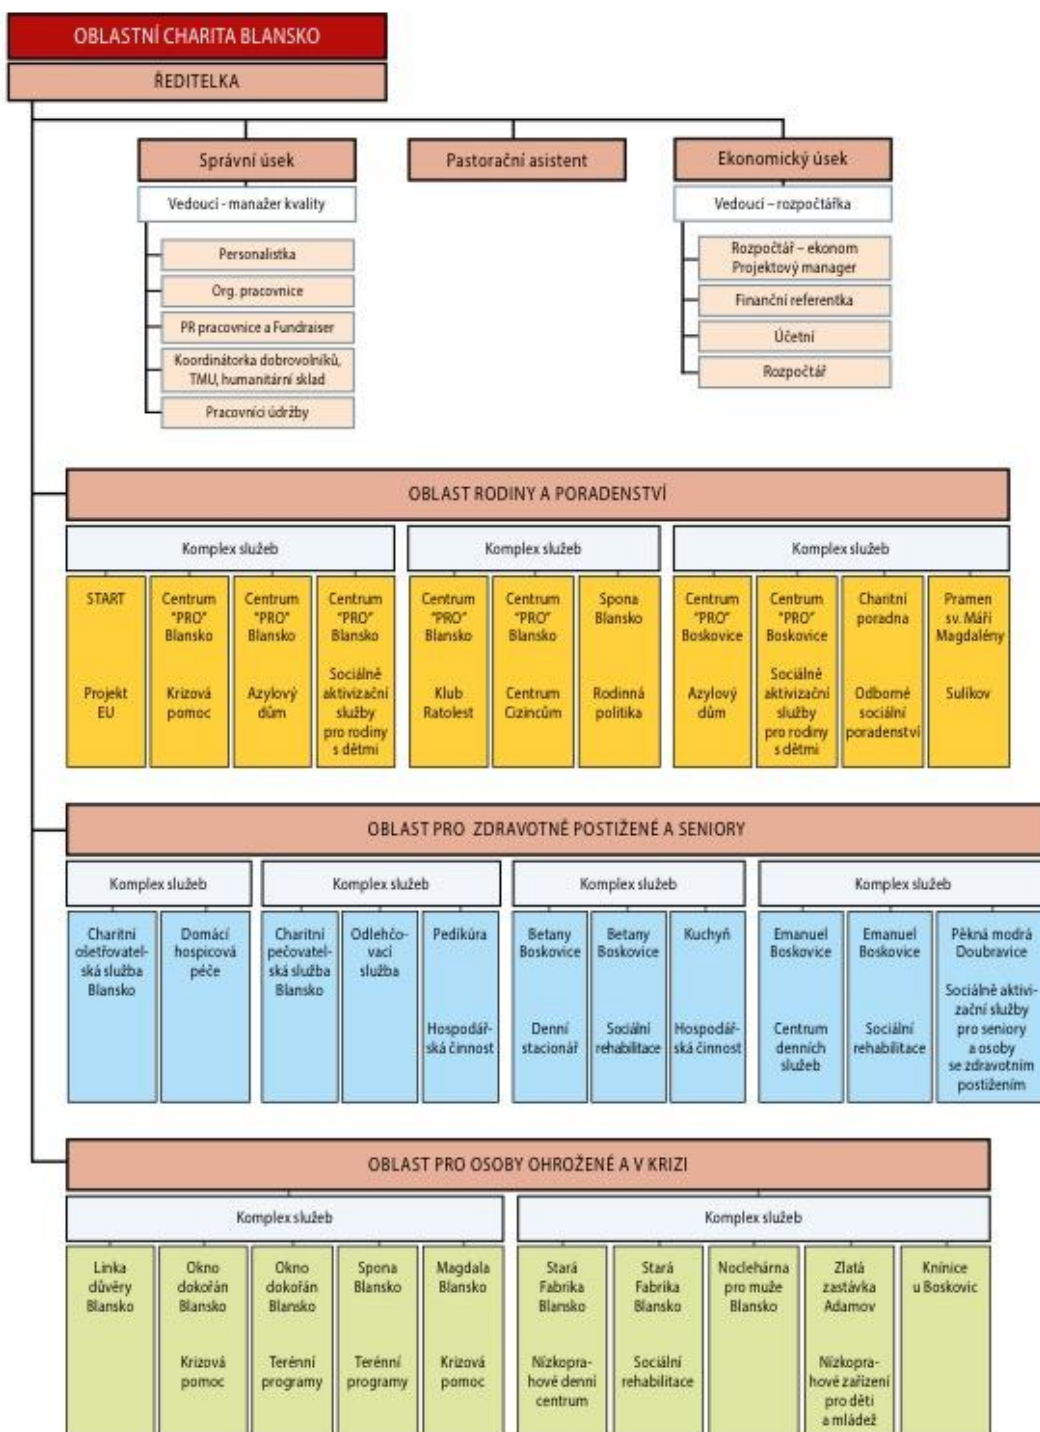 OBLASTNÍ CHARITA BLANSKO
ŘEDITELKA
Správní úsek
Vedoucí - manažer kvality
Personalistka
Org. pracovnice
PR pracovnice a Fundraiser
Koordinátorka dobrovolníků,
TMU, humanitární sklad
Pracovníci údržby
Pastorační asistent
Ekonomický úsek
Vedoucí – rozpočtářka
Rozpočtář – ekonom
Projektový manager
Finanční referentka
Účetní
Rozpočtář
OBLAST RODINY A PORADENSTVÍ
Komplex služeb
START
Projekt
EU
Centrum
"PRO"
Blansko
Krizová
pomoc
Centrum
"PRO"
Blansko
Azylový
dům
Centrum
"PRO"
Blansko
Sociálně
aktivizační
služby
pro rodiny
s dětmi
Komplex služeb
Centrum
"PRO"
Blansko
Klub
Ratolest
Centrum
"PRO"
Blansko
Centrum
Cizincům
Spona
Blansko
Rodinná
politika
Komplex služeb
Centrum
"PRO"
Boskovice
Azylový
dům
Centrum
"PRO"
Boskovice
Sociálně
aktivizační
služby
pro rodiny
s dětmi
Charitní
poradna
Odborné
sociální
poradenství
Pramen
sv. Máří
Magdalény
Sulíkov
OBLAST PRO ZDRAVOTNĚ POSTIŽENÉ A SENIORY
Komplex služeb
Charitní
ošetřovatel-
ská služba
Blansko
Domácí
hospicová
péče
Komplex služeb
Charitní
pečovatel-
ská služba
Blansko
Odlehčo-
vací
služba
Pedikúra
Hospodář-
ská činnost
Komplex služeb
Betany
Boskovice
Denní
stacionář
Betany
Boskovice
Sociální
rehabilitace
Kuchyň
Hospodář-
ská činnost
Komplex služeb
Emanuel
Boskovice
Centrum
denních
služeb
Emanuel
Boskovice
Sociální
rehabilitace
Pěkná modrá
Doubravice
Sociálně aktivi-
zační služby
pro seniory
a osoby
se zdravotním
postižením
OBLAST PRO OSOBY OHROŽENÉ A V KRIZI
Komplex služeb
Linka
důvěry
Blansko
Okno
dokořán
Blansko
Krizová
pomoc
Okno
dokořán
Blansko
Terénní
programy
Spona
Blansko
Terénní
programy
Magdala
Blansko
Krizová
pomoc
Komplex služeb
Stará
Fabrika
Blansko
Nízkopra-
hové denní
centrum
Stará
Fabrika
Blansko
Sociální
rehabilitace
Noclehárna
pro muže
Blansko
Zlatá
zastávka
Adamov
Nízkopra-
hové zařízení
pro děti
a mládež
Knínice
u Boskovic